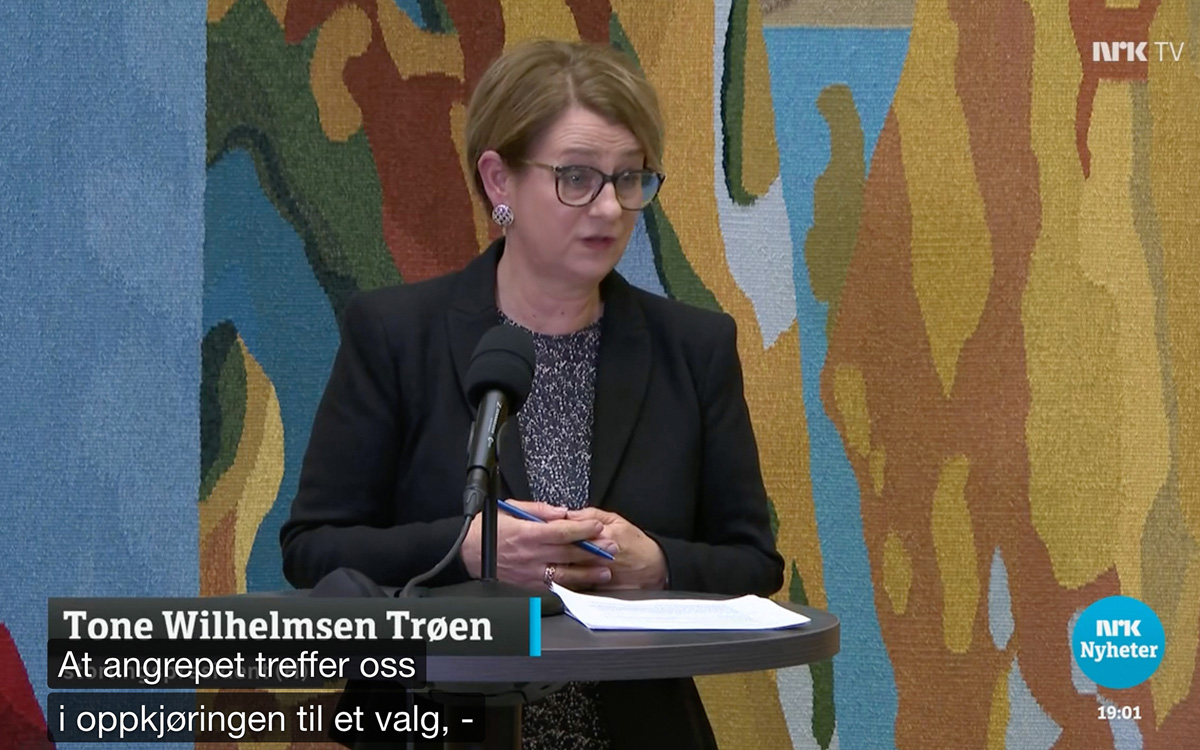 NRK TV
Tone Wilhelmsen Trøen
At angrepet treffer oss
i oppkjøringen til et valg, -
NRK
Nyheter
19:01